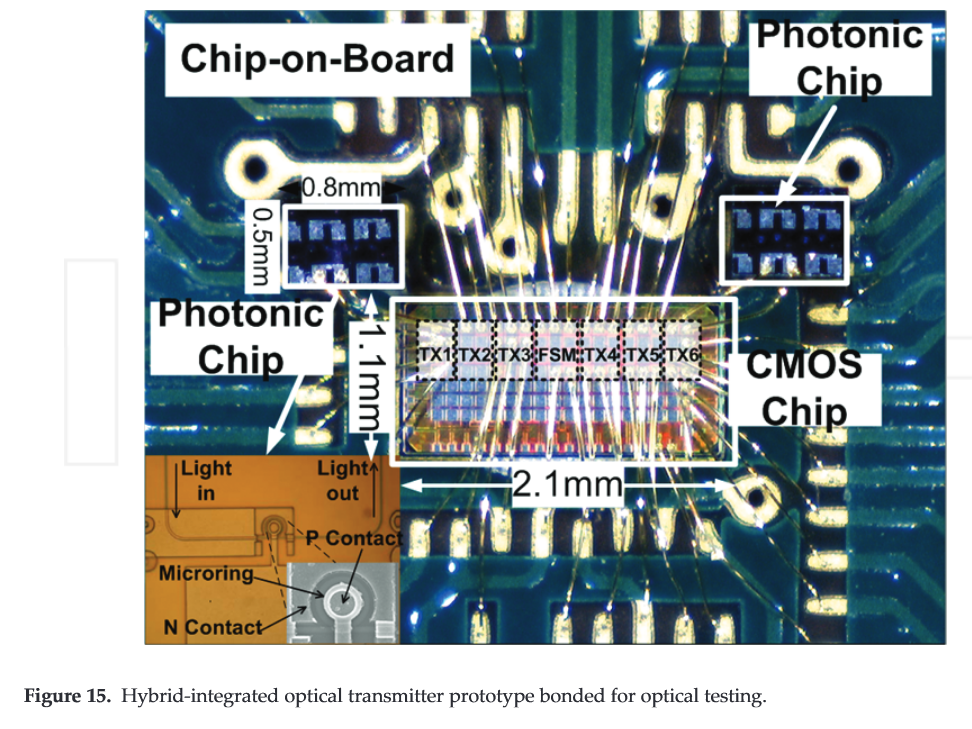 Chip-on-Board
Photonic
Chip
0.8mm
0.5mm
Photonic
Chip
1.1mm
TX1 TX2 TX3 FSM TX4 TX5 TX6
CMOS
Chip
2.1mm
Light
in
Light
out
P Contact
Microring
N Contact
Figure 15. Hybrid-integrated optical transmitter prototype bonded for optical testing.